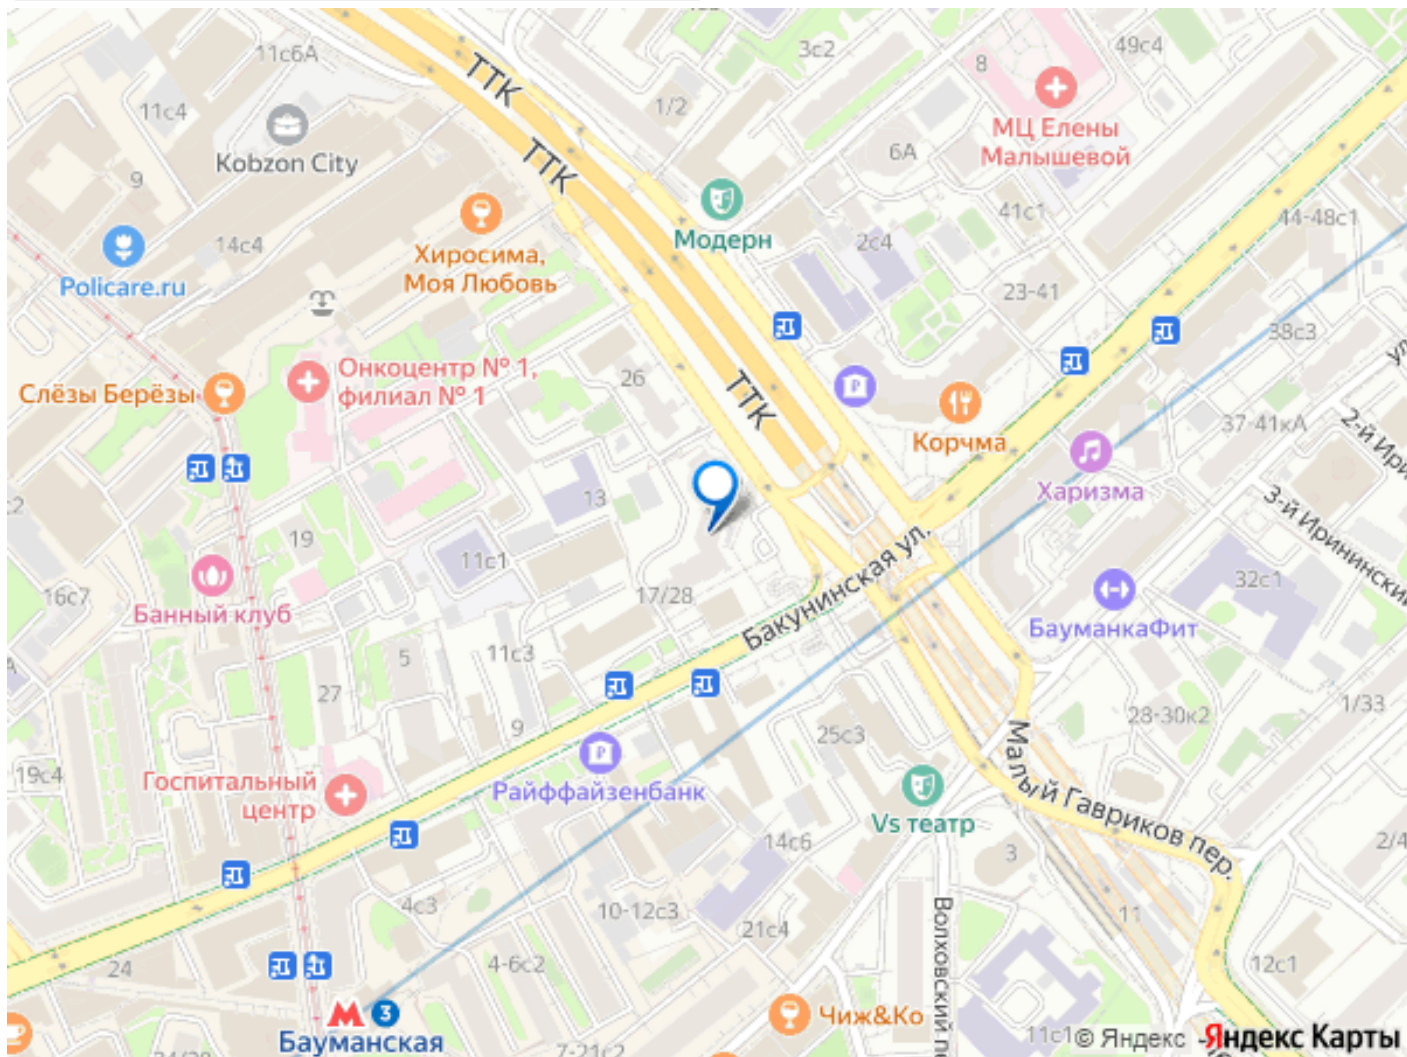 11с6А
3с2
49с4
8
ТТК
11с4
1/2
МЦ Елены
Малышевой
Kobzon City
6А
ТТК
9
41с1
44-48с1
14с4
Модерн
2с4
Хиросима,
Моя Любовь
Policare.ru
23-41
38с3
Онкоцентр № 1,
филиал № 1
26
ТТК
Слёзы Берёзы
37-41кА
Корчма
2-й Ири
Харизма
3-й Ирининский
13
19
11с1
Бакунинская ул.
32с1
16с7
17/28
Банный клуб
БауманкаФит
11с3
5
27
1/33
28-30к2
9
25с3
19с4
Госпитальный
центр
Райффайзенбанк
Малый Гавриков пер.
Vs театр
14с6
3
2/4
4с3
10-12с3
21с4
11
Волховский пе
24
4-6с2
12с1
3
Бауманская
Чиж&Ко
11с1
7-21с2
© Яндекс
Яндекс Карты